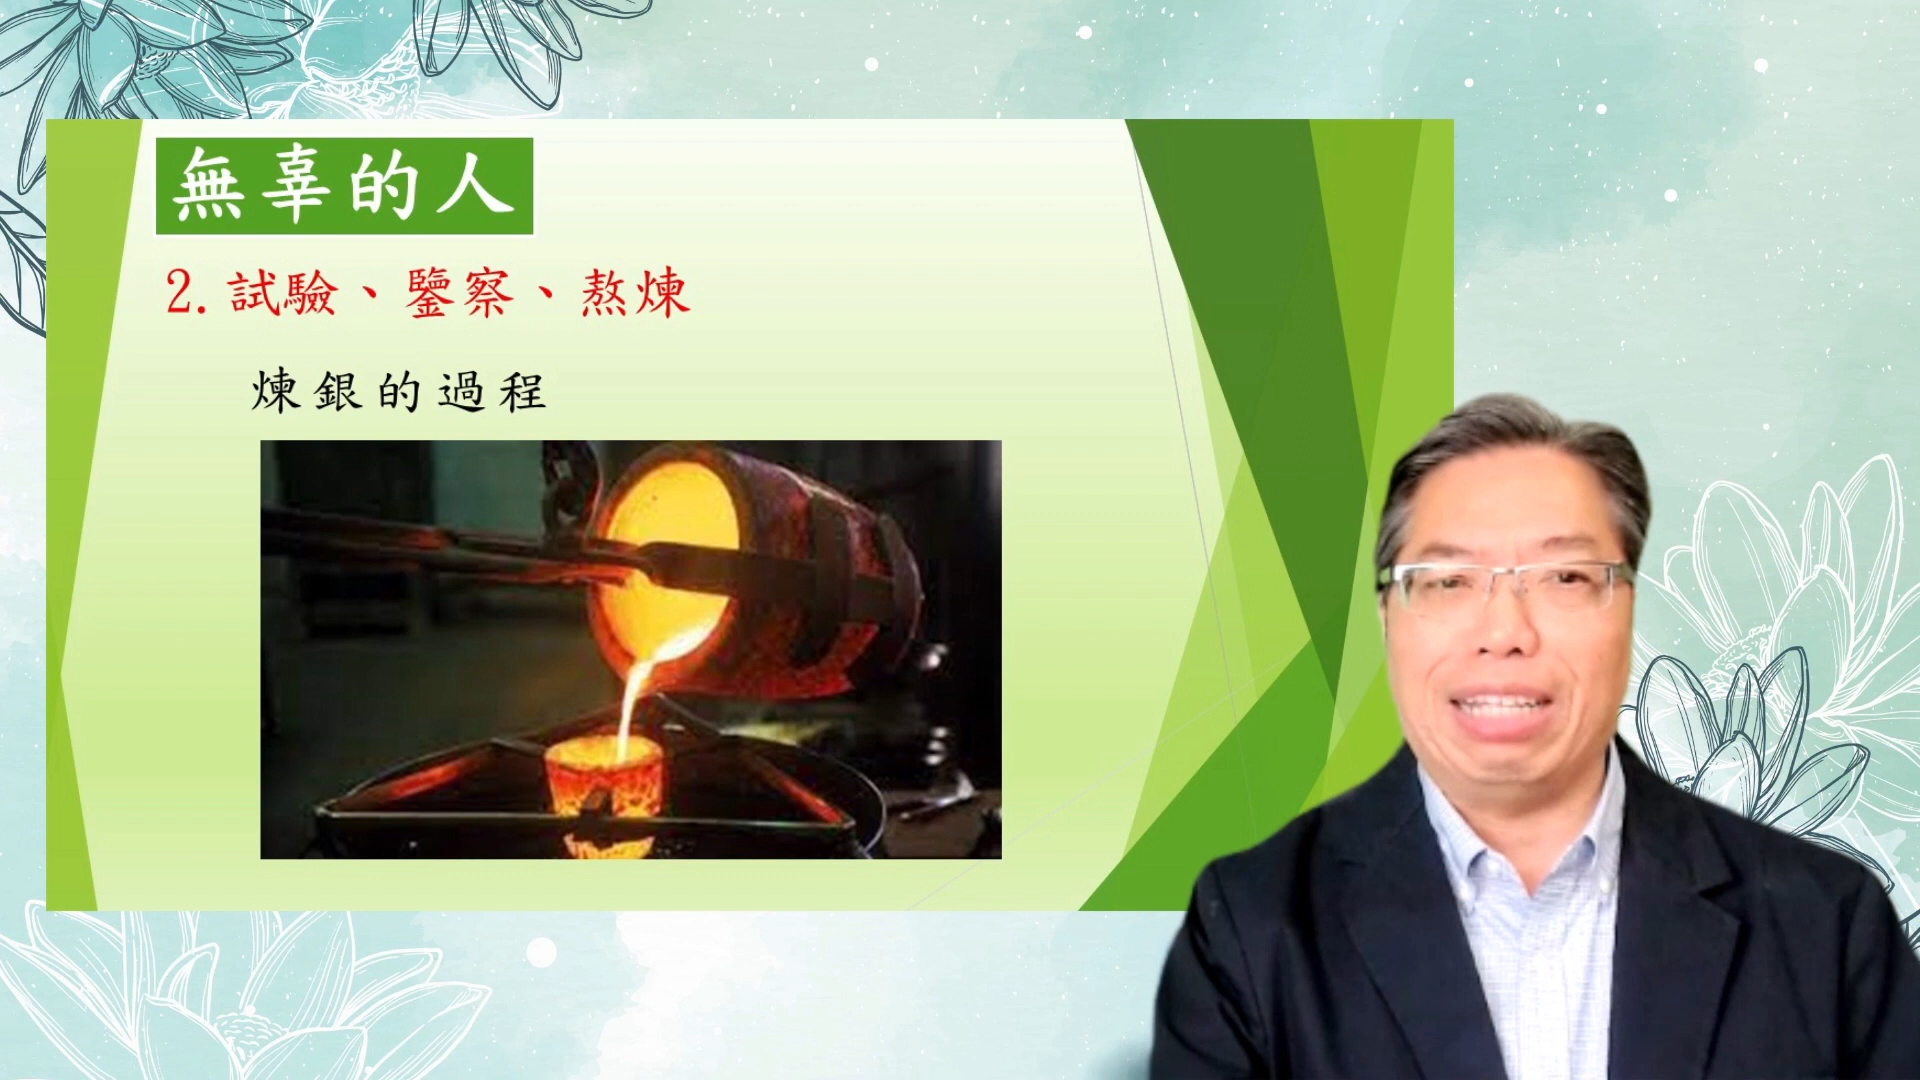 無辜的人
2. 試驗、鑒察、熬煉
煉銀的過程